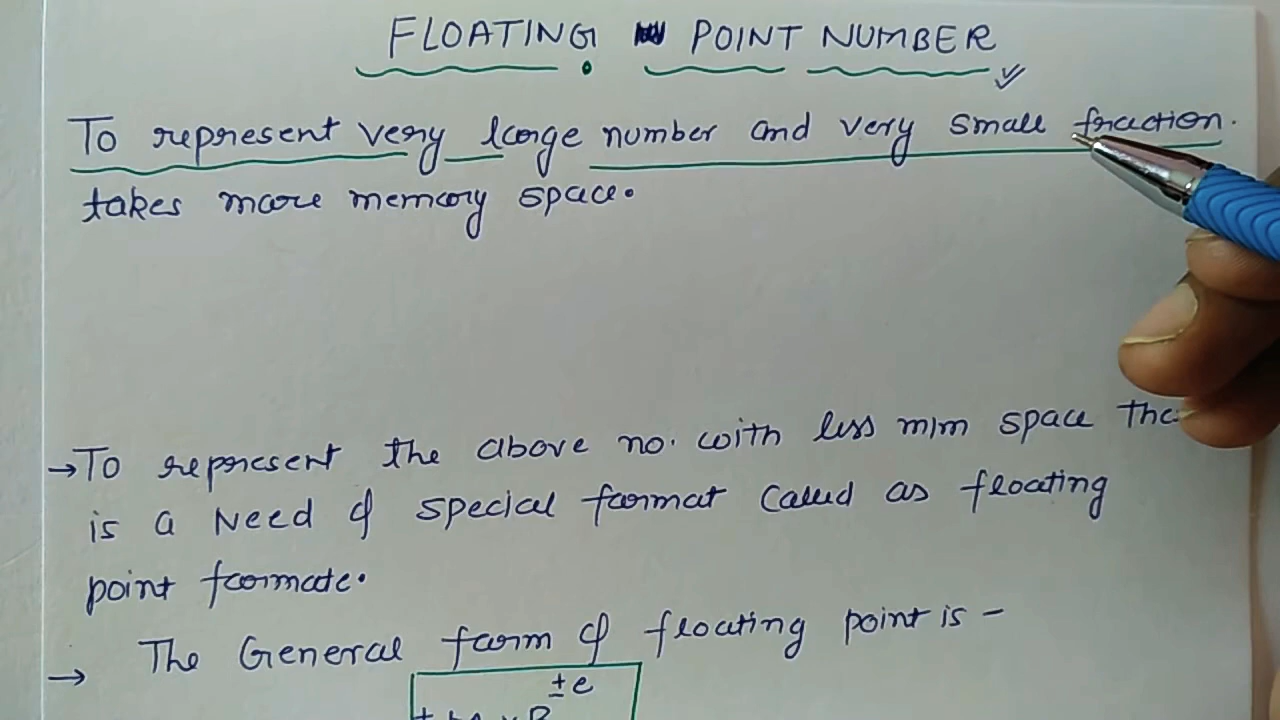 FLOATING POINT NUMBER
To represent very large number and very small fraction.
takes more memory space.
→ To represent the above no. with less m/m space
is a Need of special format Called as floating
point formate.
→ The General form of floating point is –
±e